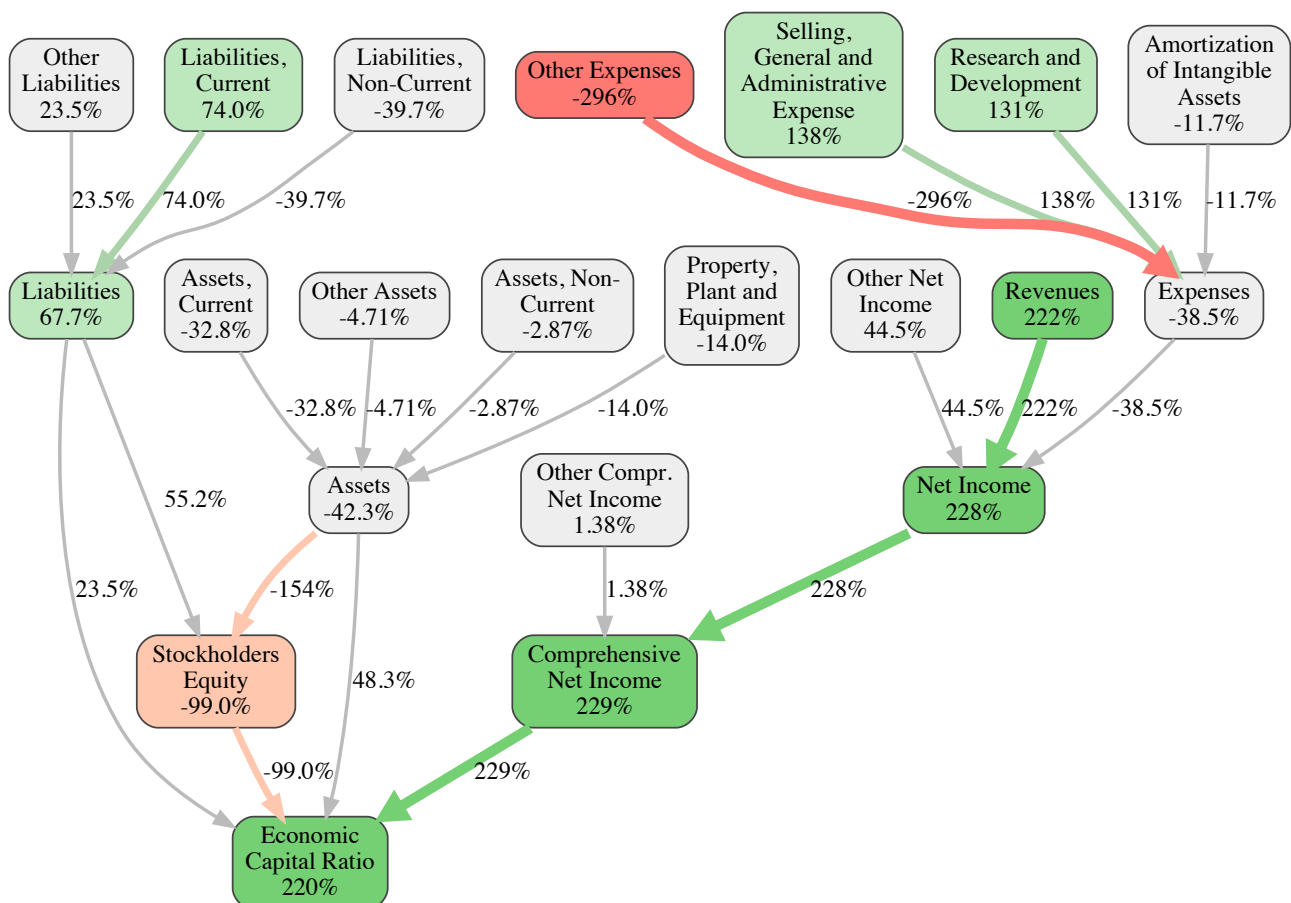 Other
Liabilities
23.5%
Liabilities,
Current
74.0%
Liabilities,
Non-Current
-39.7%
Other Expenses
-296%
Selling,
General and
Administrative
Expense
138%
Research and
Development
131%
Amortization
of Intangible
Assets
-11.7%
23.5%
74.0%
-39.7%
-296%
138%
131%
-11.7%
Liabilities
67.7%
Assets,
Current
-32.8%
Other Assets
-4.71%
Assets, Non-
Current
-2.87%
Property,
Plant and
Equipment
-14.0%
Other Net
Income
44.5%
Revenues
222%
Expenses
-38.5%
-32.8%
-4.71%
-2.87%
-14.0%
44.5%
222%
-38.5%
55.2%
Assets
-42.3%
Other Compr.
Net Income
1.38%
Net Income
228%
23.5%
-154%
1.38%
228%
Stockholders
Equity
-99.0%
48.3%
Comprehensive
Net Income
229%
-99.0%
229%
Economic
Capital Ratio
220%